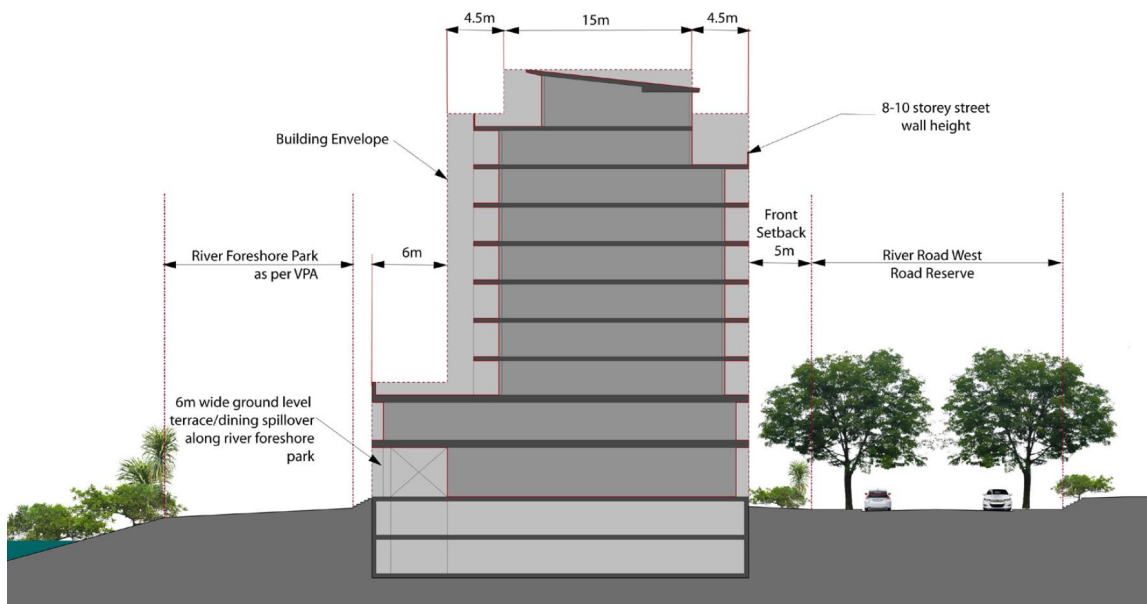 4.5m
15m
4.5m
Building Envelope
8-10 storey street
wall height
River Foreshore Park
as per VPA
6m
Front
Setback
5m
River Road West
Road Reserve
6m wide ground level
terrace/dining spillover
along river foreshore
park